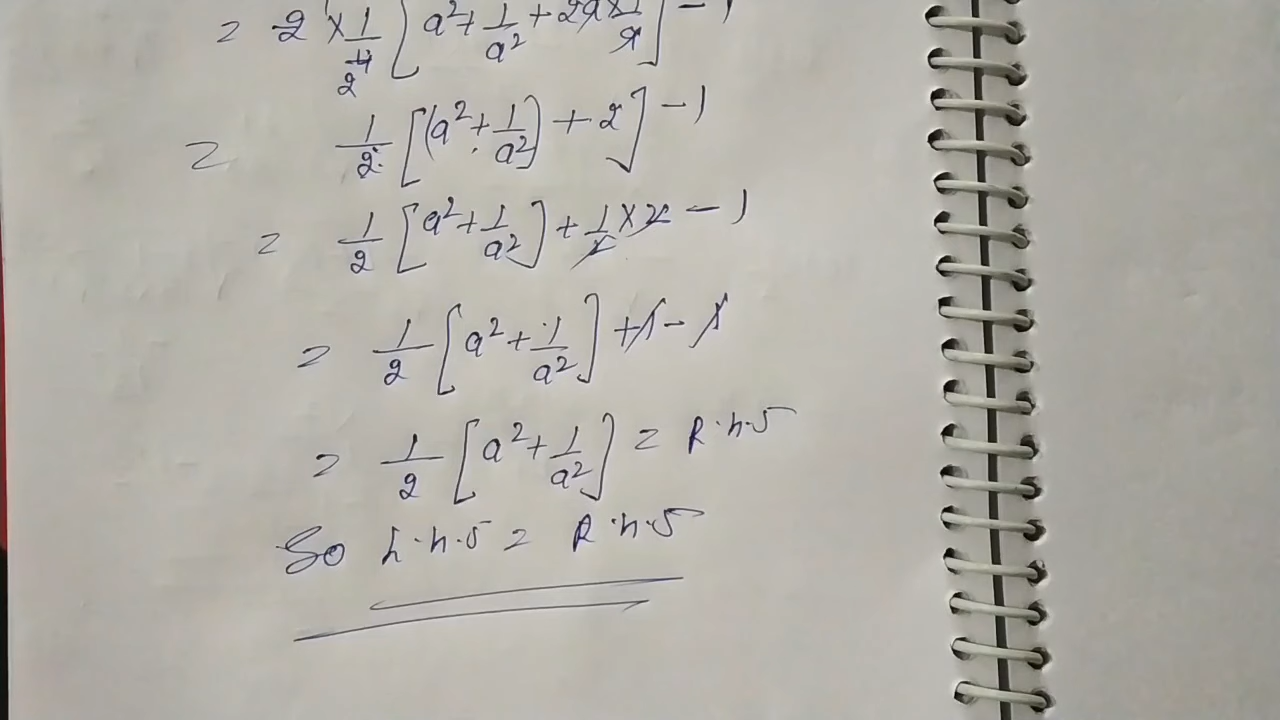 = 2 × 1/4 [ a² + 1/a² + 2a × 1/a ] - 1
= 1/2 [ (a² + 1/a²) + 2 ] - 1
= 1/2 [ a² + 1/a² ] + 1/2 × 2 - 1
= 1/2 [ a² + 1/a² ] + 1 - 1
= 1/2 [ a² + 1/a² ] = R.h.s
So L.h.s = R.h.s